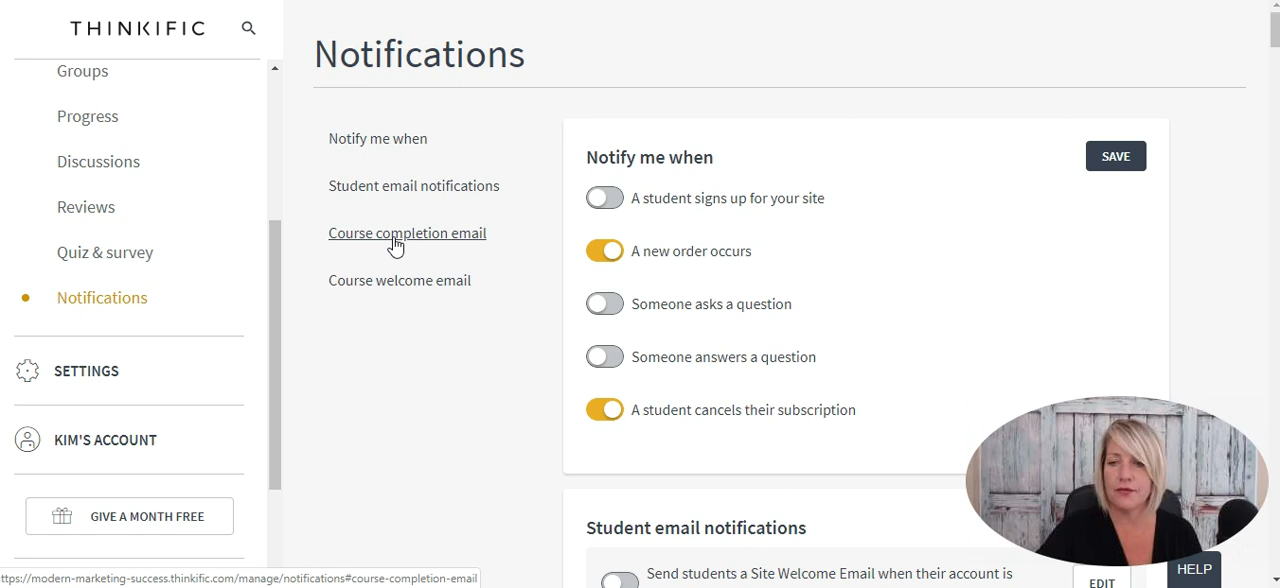 THINKIFIC
Groups
Progress
Discussions
Reviews
Quiz & survey
Notifications
SETTINGS
KIM'S ACCOUNT
GIVE A MONTH FREE
Notifications
Notify me when
Student email notifications
Course completion email
Course welcome email
Notify me when
SAVE
A student signs up for your site
A new order occurs
Someone asks a question
Someone answers a question
A student cancels their subscription
Student email notifications
Send students a Site Welcome Email when their account is
EDIT
HELP
ttps://modern-marketing-success.thinkific.com/manage/notifications#course-completion-email